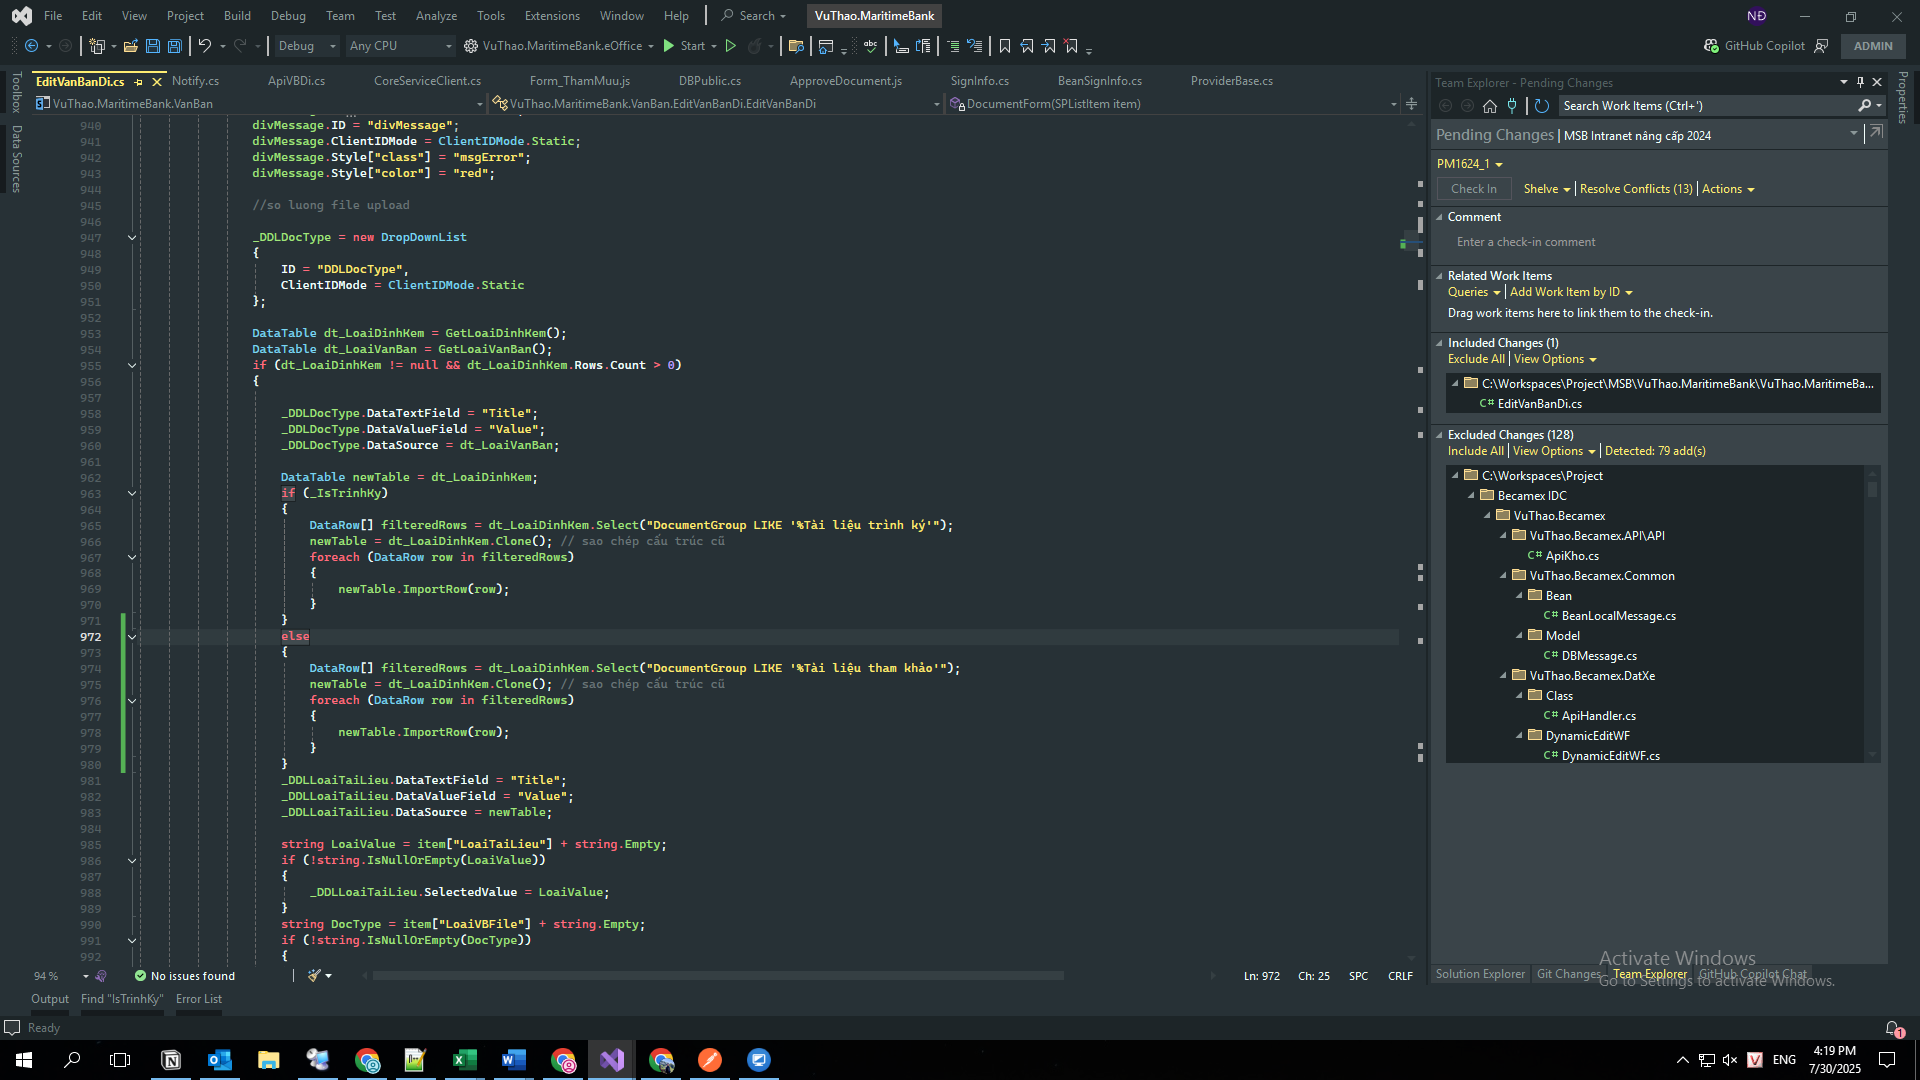 File Edit View Project Build Debug Team Test Analyze Tools Extensions Window Help Search VuThao.MaritimeBank NĐ
Debug Any CPU VuThao.MaritimeBank.eOffice Start GitHub Copilot ADMIN
EditVanBanDi.cs Notify.cs ApiVBDi.cs CoreServiceClient.cs Form_ThamMuu.js DBPublic.cs ApproveDocument.js SignInfo.cs BeanSignInfo.cs ProviderBase.cs
VuThao.MaritimeBank.VanBan VuThao.MaritimeBank.VanBan.EditVanBanDi.EditVanBanDi DocumentForm(SPListItem item)
Toolbox
Data Sources
940 divMessage.ID = "divMessage";
941 divMessage.ClientIDMode = ClientIDMode.Static;
942 divMessage.Style["class"] = "msgError";
943 divMessage.Style["color"] = "red";
944
945 //so luong file upload
946
947 _DDLDocType = new DropDownList
948 {
949 ID = "DDLDocType",
950 ClientIDMode = ClientIDMode.Static
951 };
952
953 DataTable dt_LoaiDinhKem = GetLoaiDinhKem();
954 DataTable dt_LoaiVanBan = GetLoaiVanBan();
955 if (dt_LoaiDinhKem != null && dt_LoaiDinhKem.Rows.Count > 0)
956 {
957
958 _DDLDocType.DataTextField = "Title";
959 _DDLDocType.DataValueField = "Value";
960 _DDLDocType.DataSource = dt_LoaiVanBan;
961
962 DataTable newTable = dt_LoaiDinhKem;
963 if (_IsTrinhKy)
964 {
965 DataRow[] filteredRows = dt_LoaiDinhKem.Select("DocumentGroup LIKE '%Tài liệu trình ký'");
966 newTable = dt_LoaiDinhKem.Clone(); // sao chép cấu trúc cũ
967 foreach (DataRow row in filteredRows)
968 {
969 newTable.ImportRow(row);
970 }
971 }
972 else
973 {
974 DataRow[] filteredRows = dt_LoaiDinhKem.Select("DocumentGroup LIKE '%Tài liệu tham khảo'");
975 newTable = dt_LoaiDinhKem.Clone(); // sao chép cấu trúc cũ
976 foreach (DataRow row in filteredRows)
977 {
978 newTable.ImportRow(row);
979 }
980 }
981 _DDLLoaiTaiLieu.DataTextField = "Title";
982 _DDLLoaiTaiLieu.DataValueField = "Value";
983 _DDLLoaiTaiLieu.DataSource = newTable;
984
985 string LoaiValue = item["LoaiTaiLieu"] + string.Empty;
986 if (!string.IsNullOrEmpty(LoaiValue))
987 {
988 _DDLLoaiTaiLieu.SelectedValue = LoaiValue;
989 }
990 string DocType = item["LoaiVBFile"] + string.Empty;
991 if (!string.IsNullOrEmpty(DocType))
992 {
94 % No issues found Ln: 972 Ch: 25 SPC CRLF
Output Find "IsTrinhKy" Error List
Ready
Team Explorer - Pending Changes
Search Work Items (Ctrl+')
Pending Changes | MSB Intranet nâng cấp 2024
PM1624_1
Check In Shelve Resolve Conflicts (13) Actions
Comment
Enter a check-in comment
Related Work Items
Queries Add Work Item by ID
Drag work items here to link them to the check-in.
Included Changes (1)
Exclude All View Options
C:\Workspaces\Project\MSB\VuThao.MaritimeBank\VuThao.MaritimeBa...
C# EditVanBanDi.cs
Excluded Changes (128)
Include All View Options Detected: 79 add(s)
C:\Workspaces\Project
Becamex IDC
VuThao.Becamex
VuThao.Becamex.API\API
C# ApiKho.cs
VuThao.Becamex.Common
Bean
C# BeanLocalMessage.cs
Model
C# DBMessage.cs
VuThao.Becamex.DatXe
Class
C# ApiHandler.cs
DynamicEditWF
C# DynamicEditWF.cs
Properties
Activate Windows
Go to Settings to activate Windows.
Solution Explorer Git Changes Team Explorer GitHub Copilot Chat
1
ENG
4:19 PM
7/30/2025